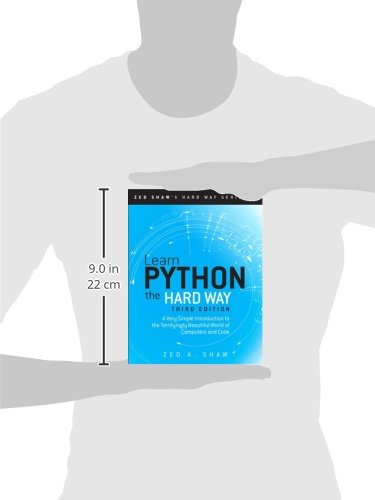 ZED SHAW'S HARD WAY
9.0 in
22 cm
Learn
PYTHON
the HARD WAY
THIRD EDITION
A Very Simple Introduction to
the Terrifyingly Beautiful World of
Computers and Code
ZED A. SHAW